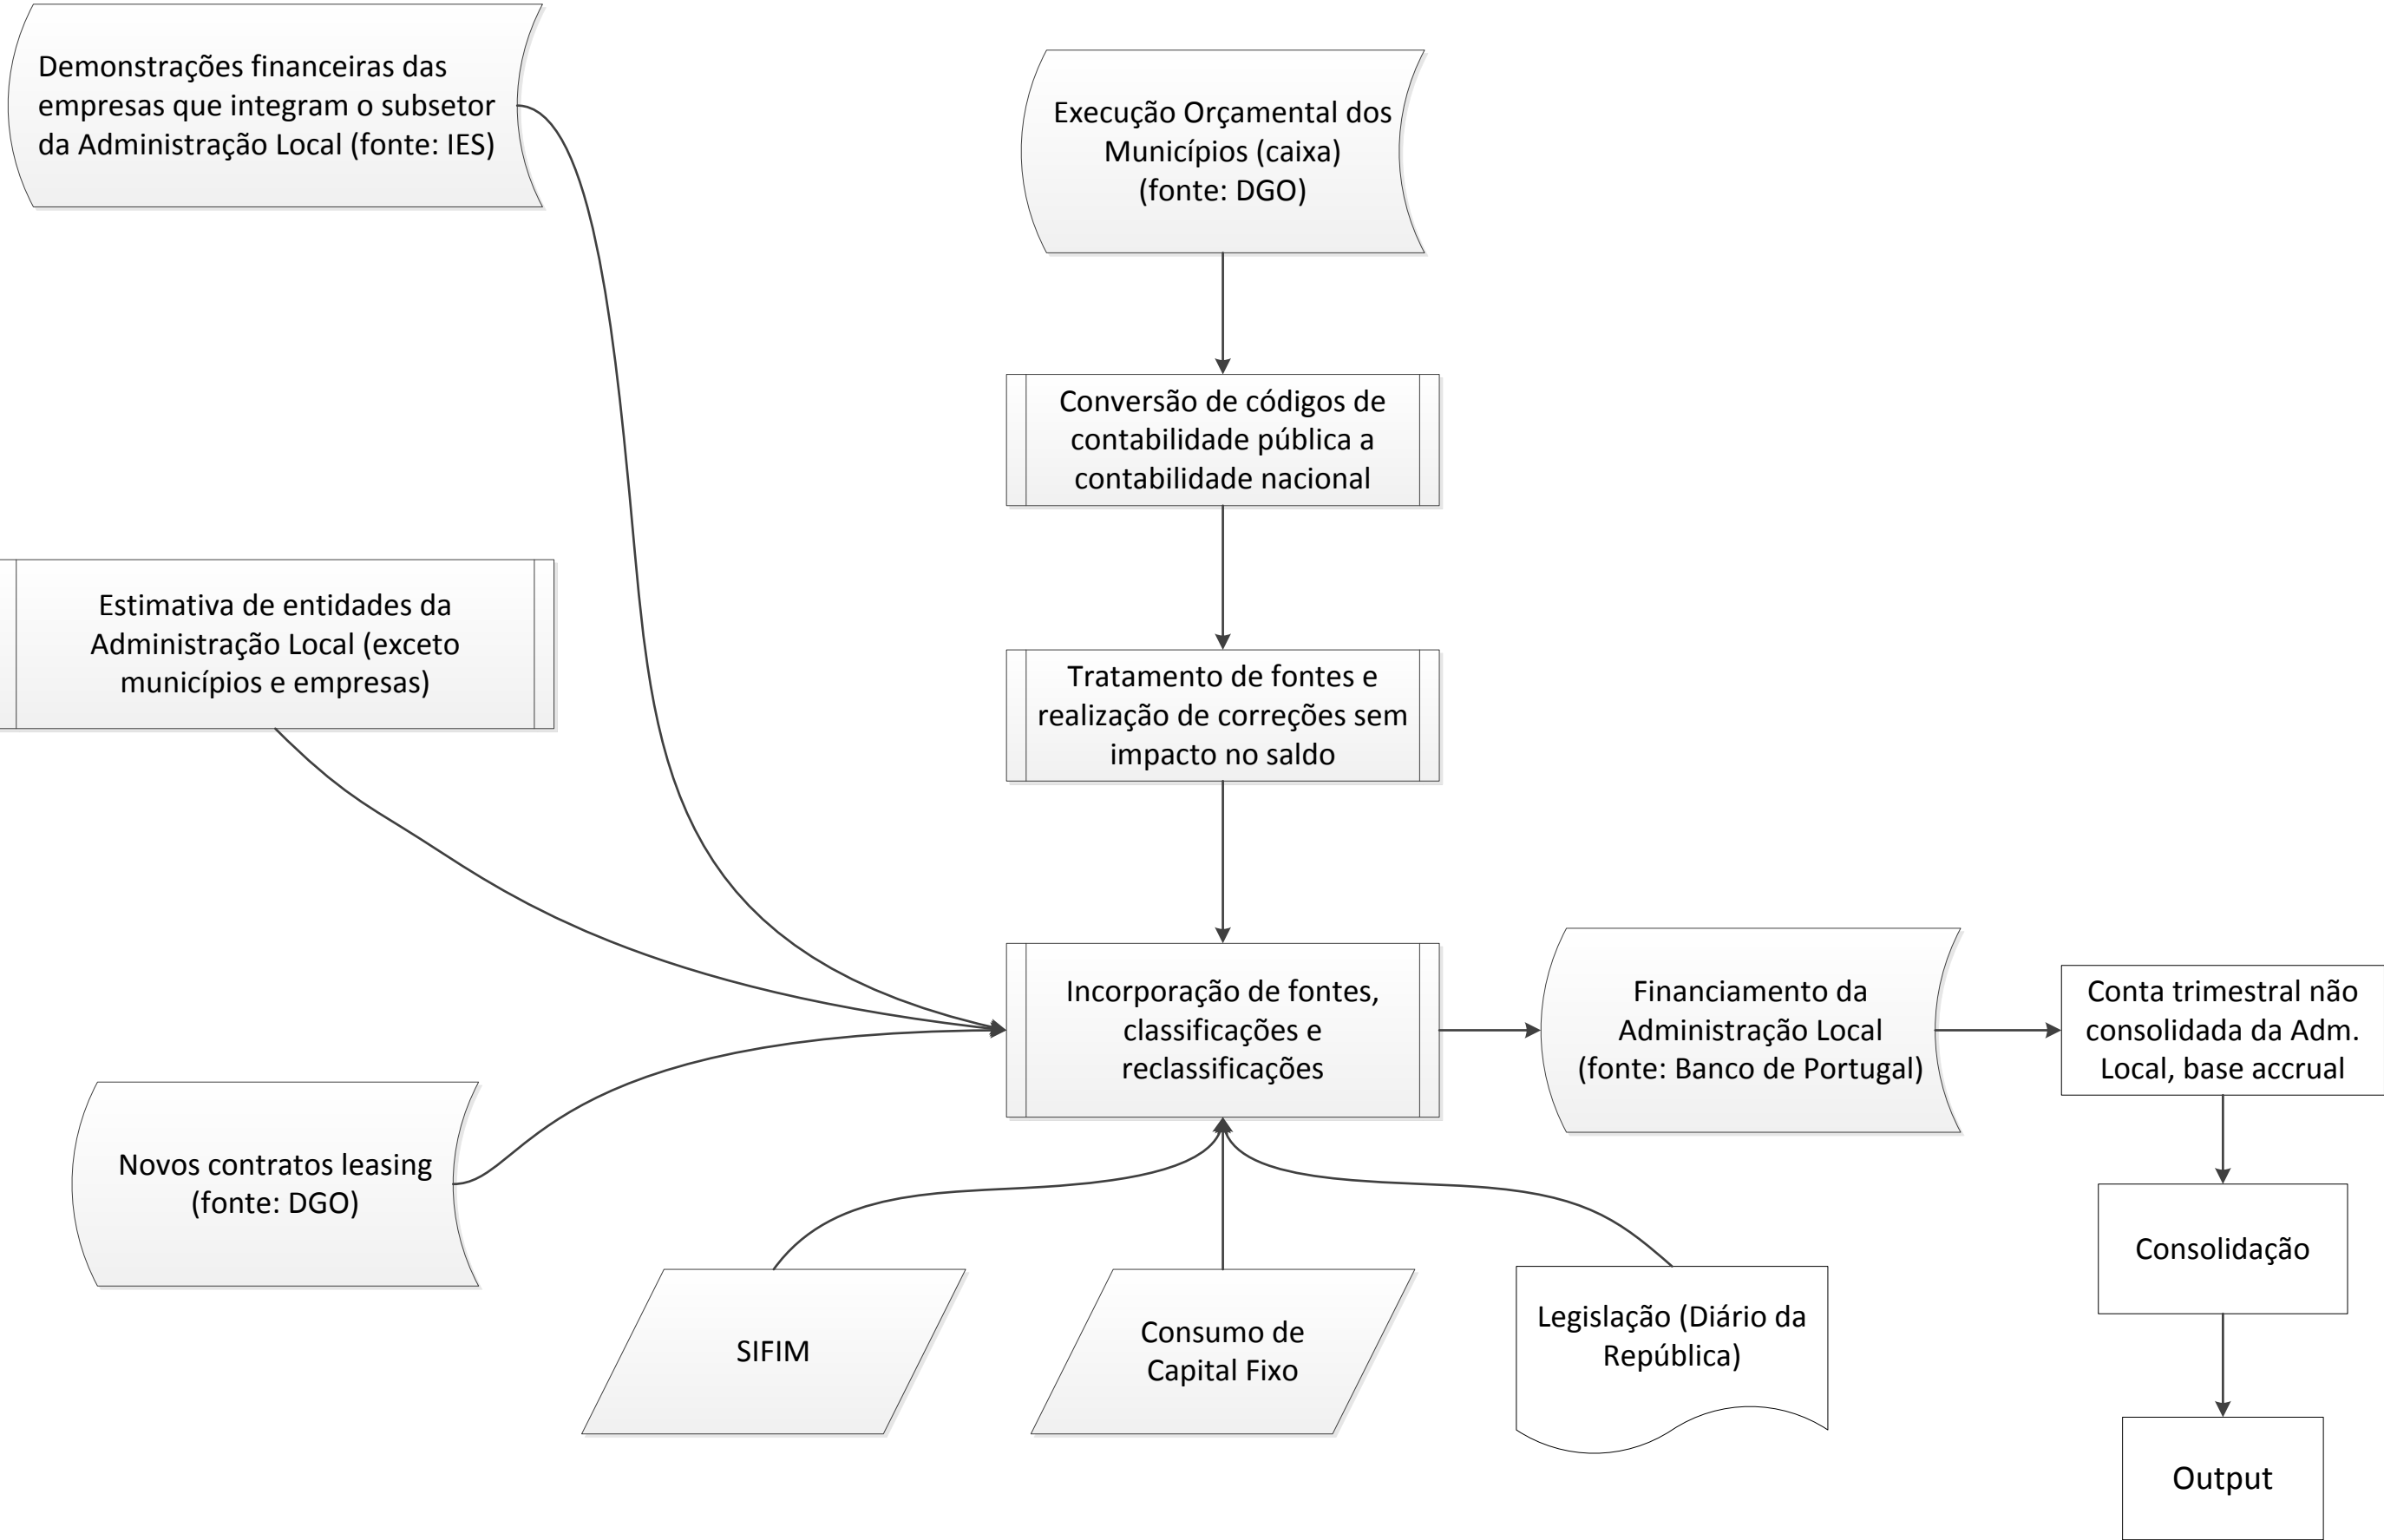 Demonstrações financeiras das
empresas que integram o subsetor
da Administração Local (fonte: IES)
Execução Orçamental dos
Municípios (caixa)
(fonte: DGO)
Conversão de códigos de
contabilidade pública a
contabilidade nacional
Estimativa de entidades da
Administração Local (exceto
municípios e empresas)
Tratamento de fontes e
realização de correções sem
impacto no saldo
Incorporação de fontes,
classificações e
reclassificações
Financiamento da
Administração Local
(fonte: Banco de Portugal)
Conta trimestral não
consolidada da Adm.
Local, base accrual
Novos contratos leasing
(fonte: DGO)
Consolidação
SIFIM
Consumo de
Capital Fixo
Legislação (Diário da
República)
Output